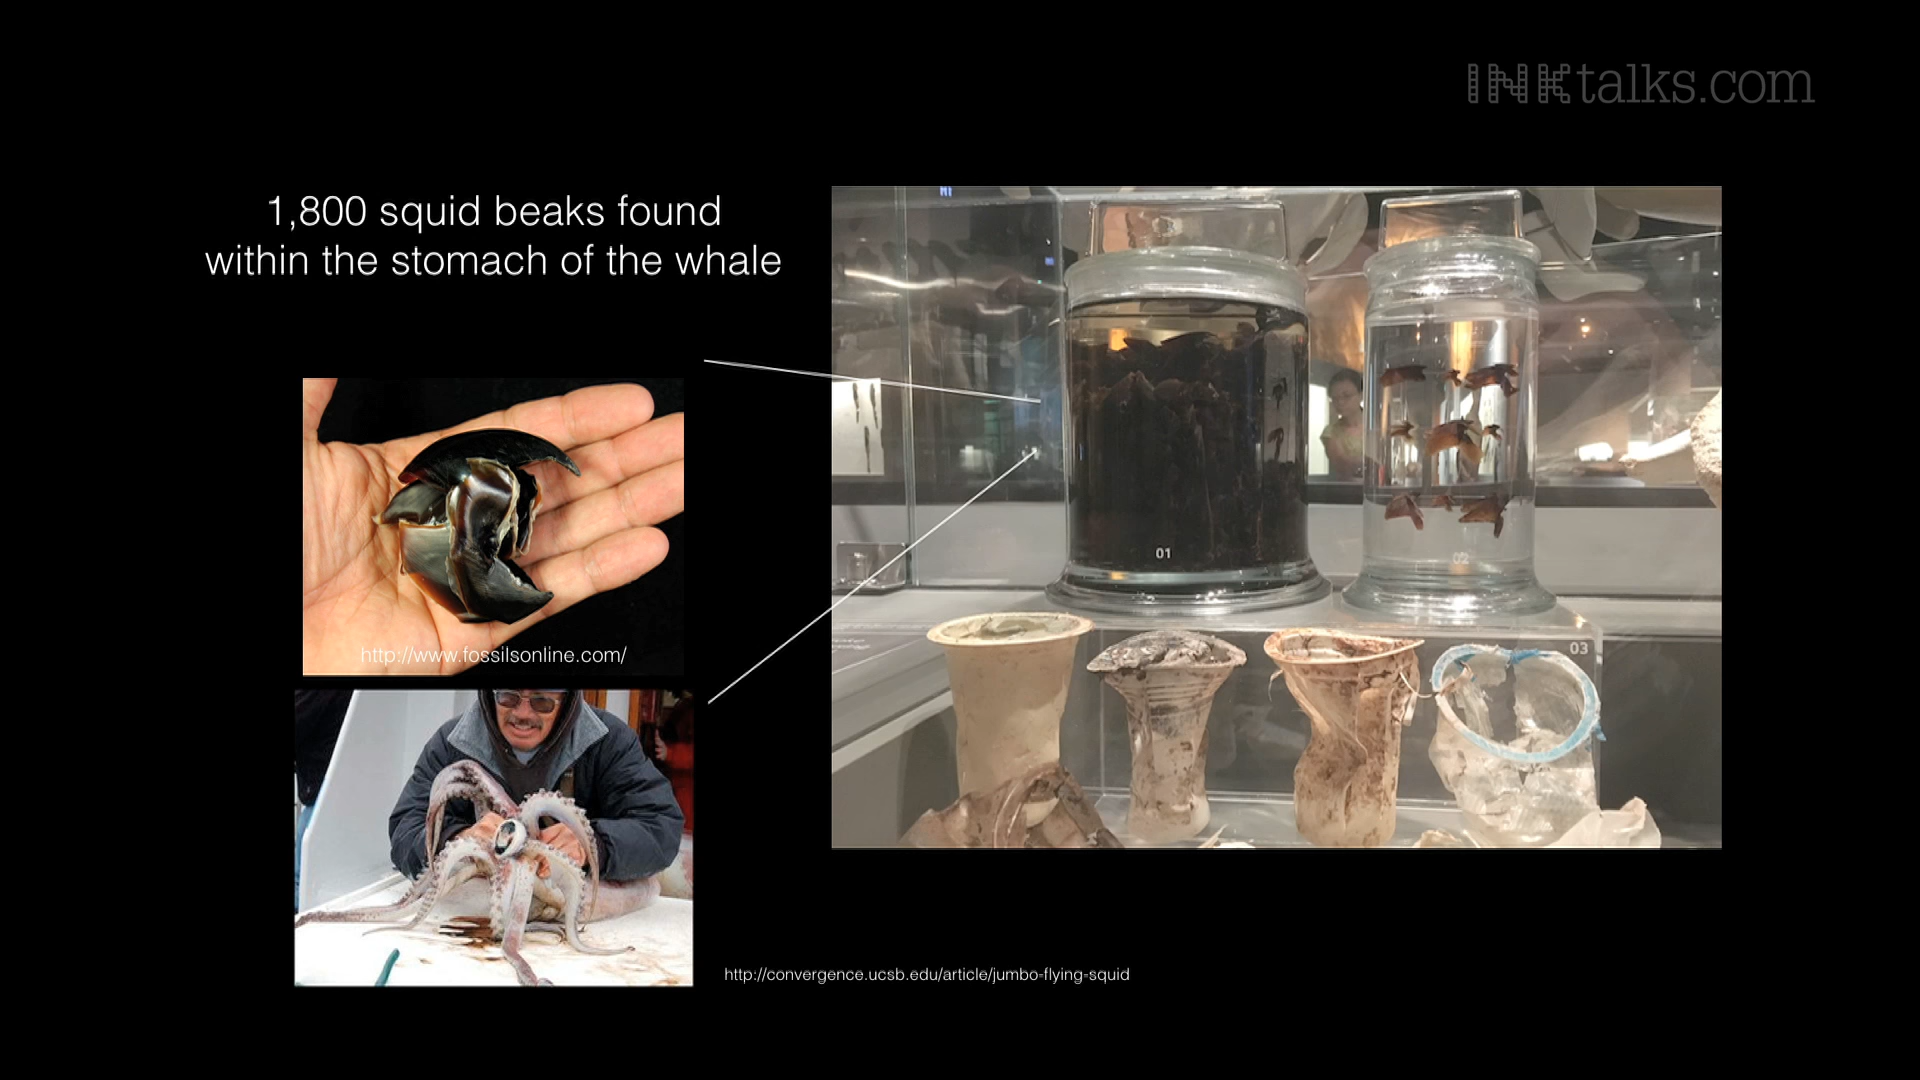 INKtalks.com
1,800 squid beaks found
within the stomach of the whale
http://www.fossilsonline.com/
01
02
03
http://convergence.ucsb.edu/article/jumbo-flying-squid